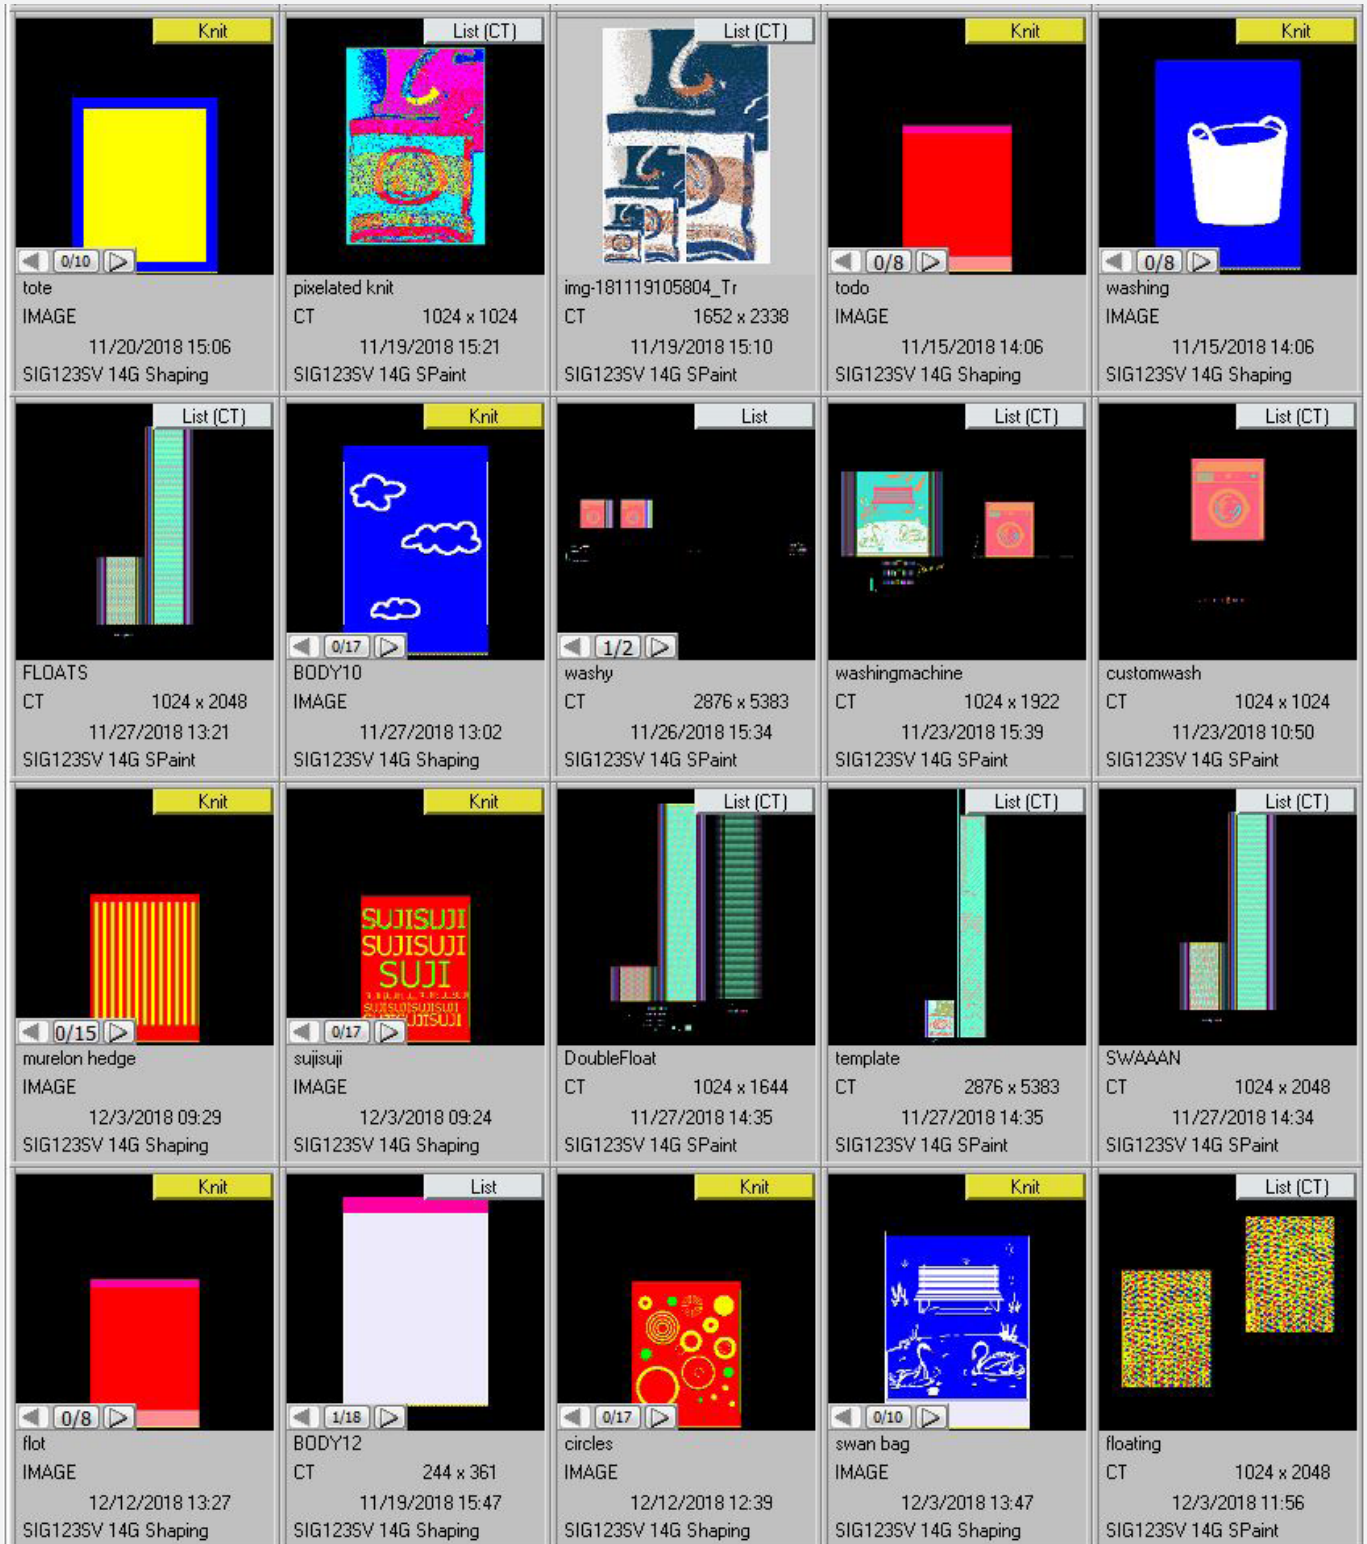 Knit
0/10
tote
IMAGE
11/20/2018 15:06
SIG123SV 14G Shaping
List (CT)
pixelated knit
CT 1024 x 1024
11/19/2018 15:21
SIG123SV 14G SPaint
List (CT)
img-181119105804_Tr
CT 1652 x 2338
11/19/2018 15:10
SIG123SV 14G SPaint
Knit
0/8
todo
IMAGE
11/15/2018 14:06
SIG123SV 14G Shaping
Knit
0/8
washing
IMAGE
11/15/2018 14:06
SIG123SV 14G Shaping
List (CT)
FLOATS
CT 1024 x 2048
11/27/2018 13:21
SIG123SV 14G SPaint
Knit
0/17
BODY10
IMAGE
11/27/2018 13:02
SIG123SV 14G Shaping
List
1/2
washy
CT 2876 x 5383
11/26/2018 15:34
SIG123SV 14G SPaint
List (CT)
washingmachine
CT 1024 x 1922
11/23/2018 15:39
SIG123SV 14G SPaint
List (CT)
customwash
CT 1024 x 1024
11/23/2018 10:50
SIG123SV 14G SPaint
Knit
0/15
murelon hedge
IMAGE
12/3/2018 09:29
SIG123SV 14G Shaping
Knit
SUJISUJI
SUJISUJI
SUJI
SUJISUJISUJISUJI
0/17
sujisuji
IMAGE
12/3/2018 09:24
SIG123SV 14G Shaping
List (CT)
DoubleFloat
CT 1024 x 1644
11/27/2018 14:35
SIG123SV 14G SPaint
List (CT)
template
CT 2876 x 5383
11/27/2018 14:35
SIG123SV 14G SPaint
List (CT)
SWAAAN
CT 1024 x 2048
11/27/2018 14:34
SIG123SV 14G SPaint
Knit
0/8
flot
IMAGE
12/12/2018 13:27
SIG123SV 14G Shaping
List
1/18
BODY12
CT 244 x 361
11/19/2018 15:47
SIG123SV 14G Shaping
Knit
0/17
circles
IMAGE
12/12/2018 12:39
SIG123SV 14G Shaping
Knit
0/10
swan bag
IMAGE
12/3/2018 13:47
SIG123SV 14G Shaping
List (CT)
floating
CT 1024 x 2048
12/3/2018 11:56
SIG123SV 14G SPaint